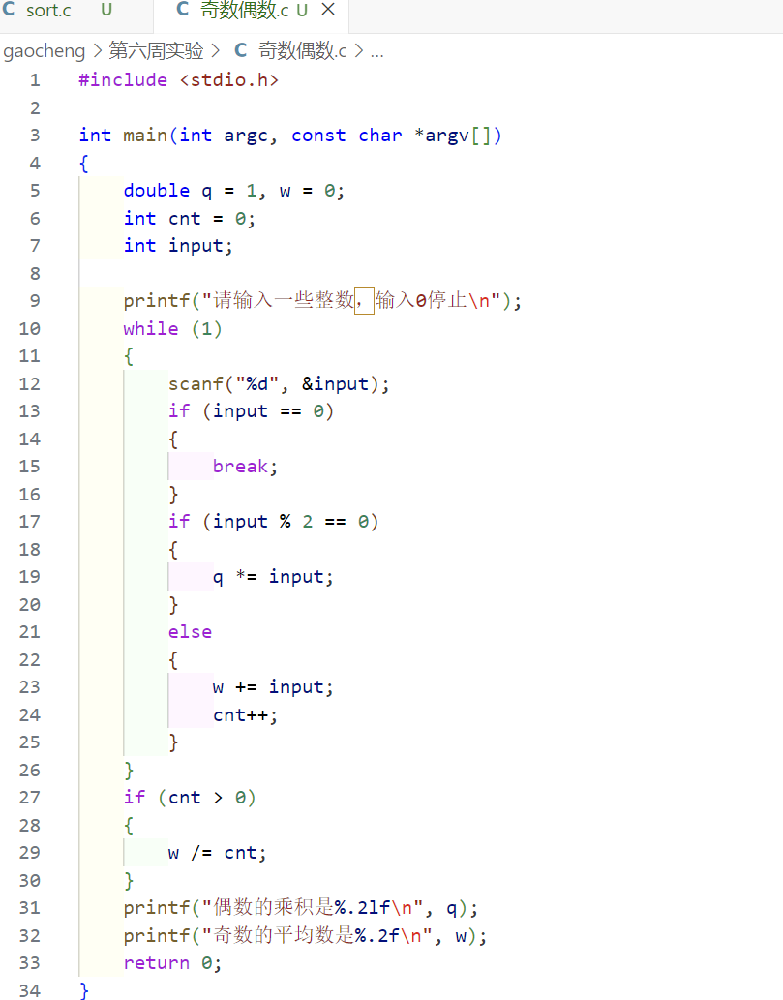 C sort.c U C 奇数偶数.c U ×
gaocheng > 第六周实验 > C 奇数偶数.c > ...
1 #include <stdio.h>
2
3 int main(int argc, const char *argv[])
4 {
5 double q = 1, w = 0;
6 int cnt = 0;
7 int input;
8
9 printf("请输入一些整数，输入0停止\n");
10 while (1)
11 {
12 scanf("%d", &input);
13 if (input == 0)
14 {
15 break;
16 }
17 if (input % 2 == 0)
18 {
19 q *= input;
20 }
21 else
22 {
23 w += input;
24 cnt++;
25 }
26 }
27 if (cnt > 0)
28 {
29 w /= cnt;
30 }
31 printf("偶数的乘积是%.2lf\n", q);
32 printf("奇数的平均数是%.2f\n", w);
33 return 0;
34 }